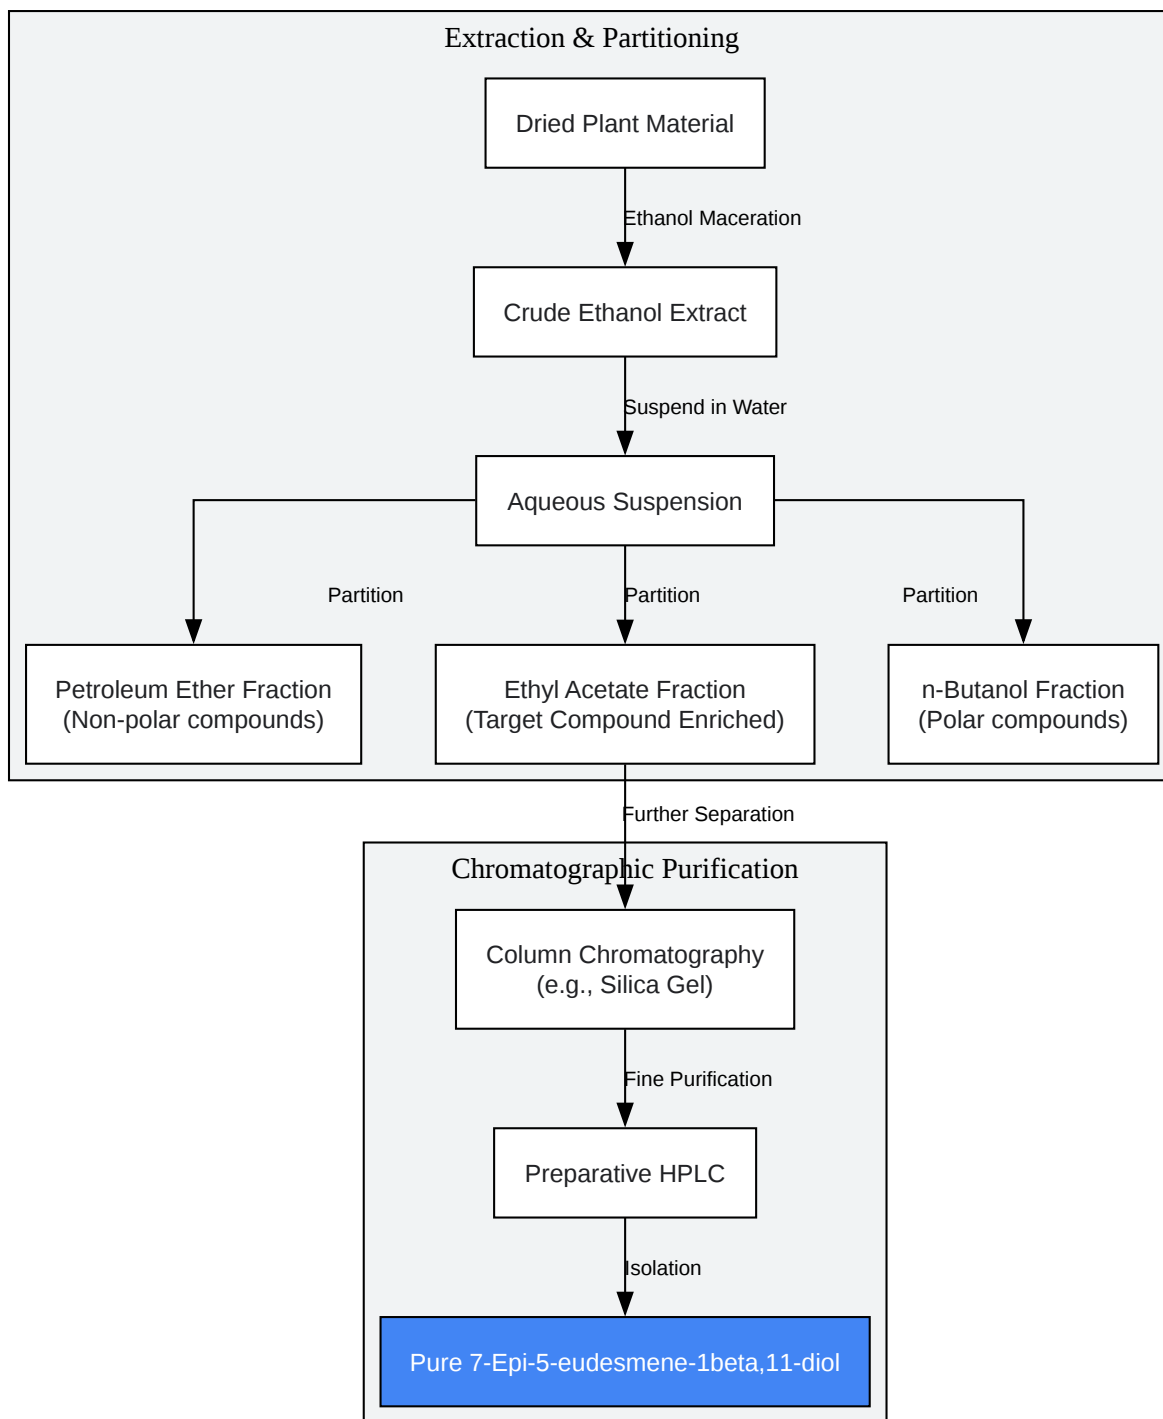 Extraction & Partitioning
Dried Plant Material
Ethanol Maceration
Crude Ethanol Extract
Suspend in Water
Aqueous Suspension
Partition
Partition
Partition
Petroleum Ether Fraction
(Non-polar compounds)
Ethyl Acetate Fraction
(Target Compound Enriched)
n-Butanol Fraction
(Polar compounds)
Further Separation
Chromatographic Purification
Column Chromatography
(e.g., Silica Gel)
Fine Purification
Preparative HPLC
Isolation
Pure 7-Epi-5-eudesmene-1beta,11-diol